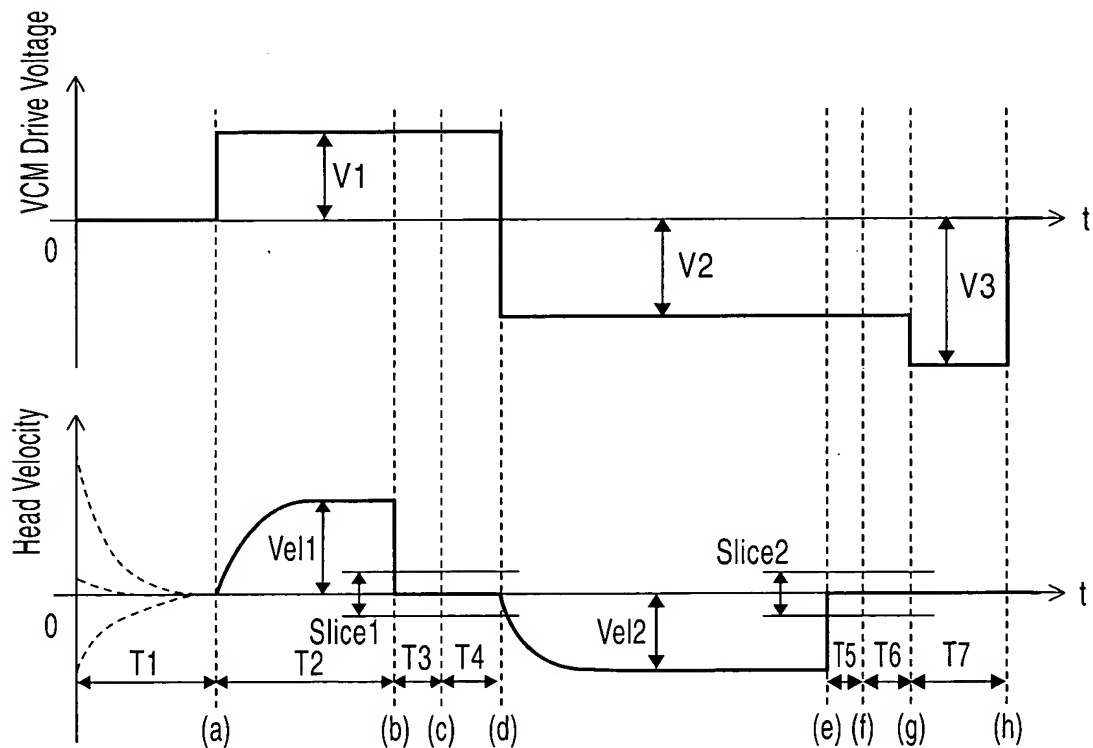 VCM Drive Voltage
V1
V2
V3
0
t
Head Velocity
Vel1
Slice1
Vel2
Slice2
0
t
T1 T2 T3 T4 T5 T6 T7
(a) (b) (c) (d) (e) (f) (g) (h)